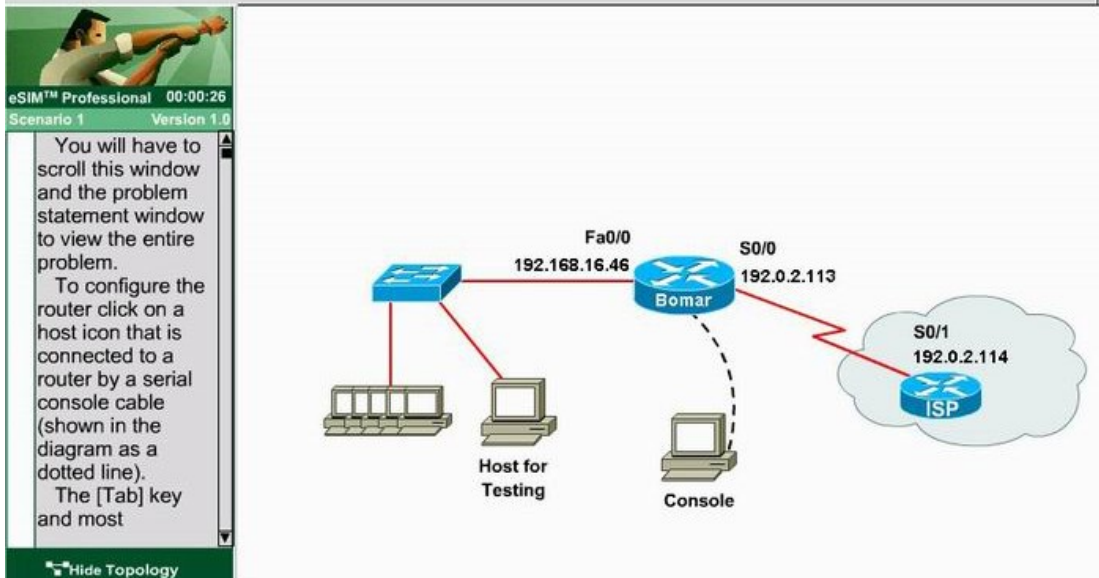 eSIM™ Professional 00:00:26
Scenario 1 Version 1.0
You will have to
scroll this window
and the problem
statement window
to view the entire
problem.
To configure the
router click on a
host icon that is
connected to a
router by a serial
console cable
(shown in the
diagram as a
dotted line).
The [Tab] key
and most
Hide Topology
Fa0/0
192.168.16.46
Bomar
S0/0
192.0.2.113
S0/1
192.0.2.114
ISP
Host for
Testing
Console